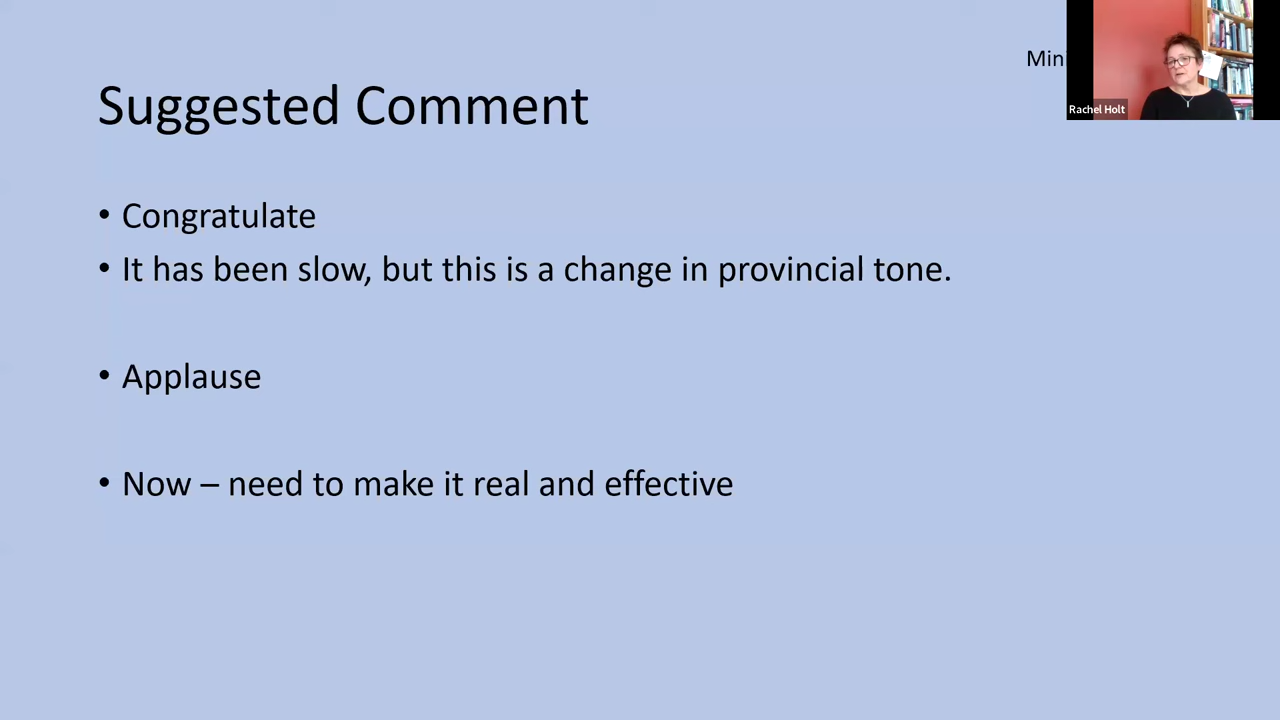 Mini
Suggested Comment
Rachel Holt
• Congratulate
• It has been slow, but this is a change in provincial tone.
• Applause
• Now – need to make it real and effective